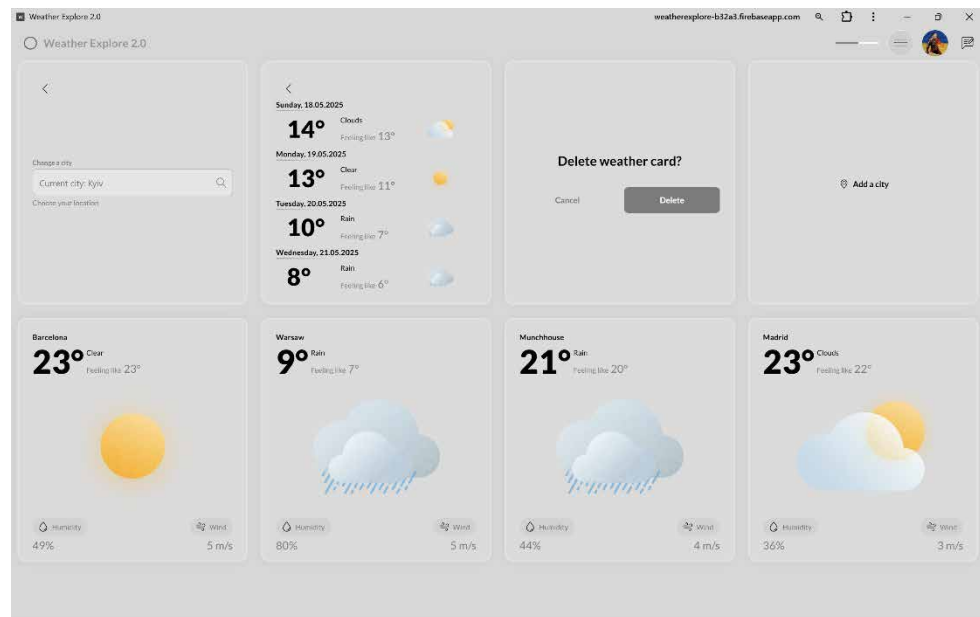 Weather Explore 2.0
weatherexplore-b32a3.firebaseapp.com
Weather Explore 2.0
Change a city
Current city: Kyiv
Choose your location
Sunday, 18.05.2025
14° Clouds
Feeling like 13°
Monday, 19.05.2025
13° Clear
Feeling like 11°
Tuesday, 20.05.2025
10° Rain
Feeling like 7°
Wednesday, 21.05.2025
8° Rain
Feeling like 6°
Delete weather card?
Cancel Delete
Add a city
Barcelona
23° Clear
Feeling like 23°
Humidity Wind
49% 5 m/s
Warsaw
9° Rain
Feeling like 7°
Humidity Wind
80% 5 m/s
Munchhouse
21° Rain
Feeling like 20°
Humidity Wind
44% 4 m/s
Madrid
23° Clouds
Feeling like 22°
Humidity Wind
36% 3 m/s